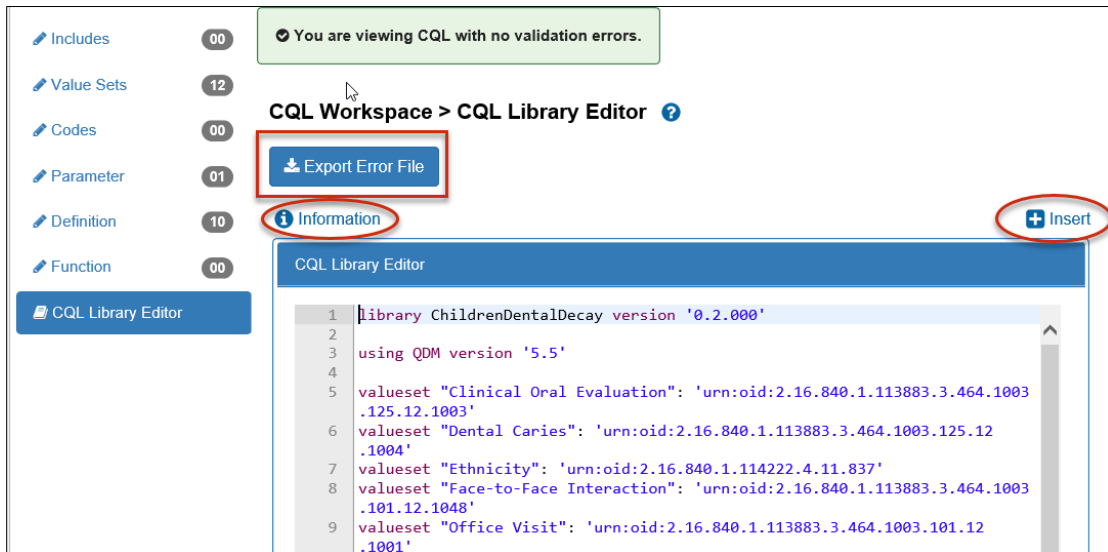 Includes 00
Value Sets 12
Codes 00
Parameter 01
Definition 10
Function 00
CQL Library Editor
You are viewing CQL with no validation errors.
CQL Workspace > CQL Library Editor ?
Export Error File
i Information
+ Insert
CQL Library Editor
1 library ChildrenDentalDecay version '0.2.000'
2
3 using QDM version '5.5'
4
5 valueset "Clinical Oral Evaluation": 'urn:oid:2.16.840.1.113883.3.464.1003
.125.12.1003'
6 valueset "Dental Caries": 'urn:oid:2.16.840.1.113883.3.464.1003.125.12
.1004'
7 valueset "Ethnicity": 'urn:oid:2.16.840.1.114222.4.11.837'
8 valueset "Face-to-Face Interaction": 'urn:oid:2.16.840.1.113883.3.464.1003
.101.12.1048'
9 valueset "Office Visit": 'urn:oid:2.16.840.1.113883.3.464.1003.101.12
.1001'